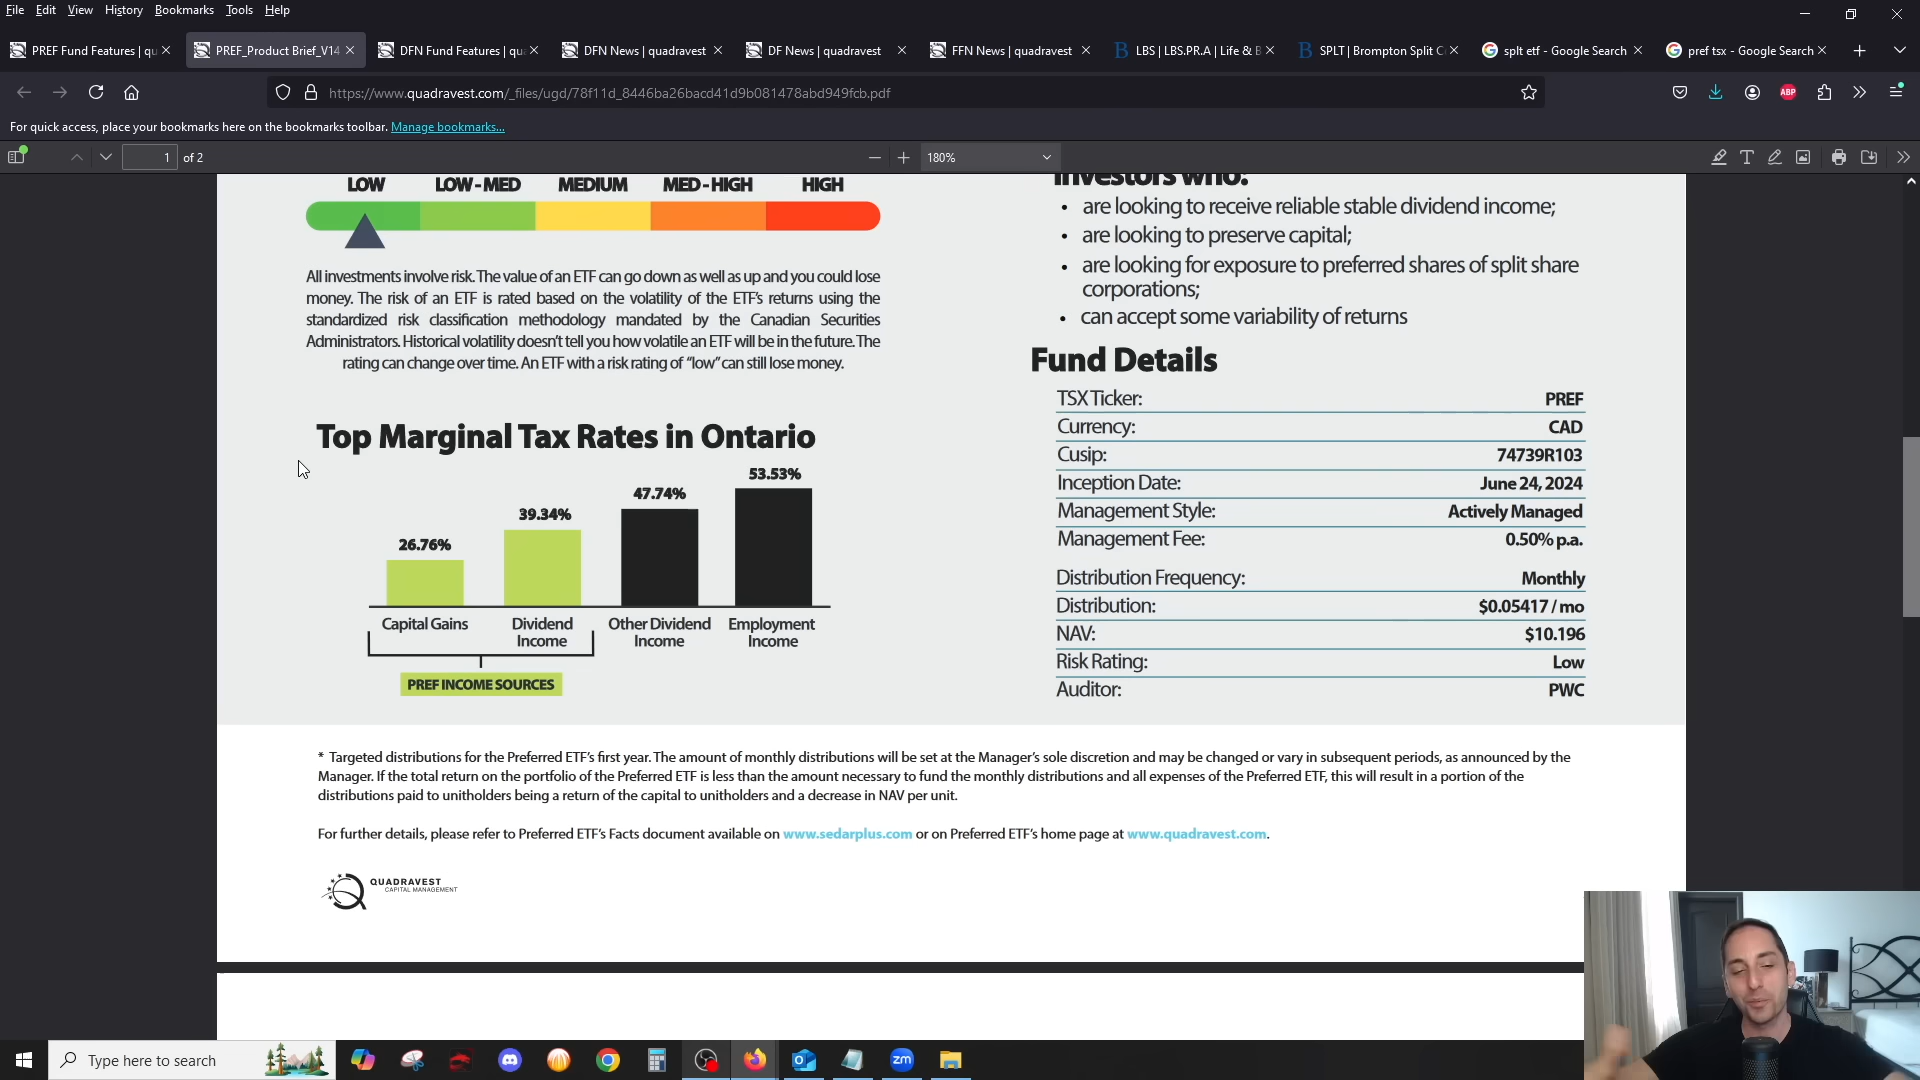 File Edit View History Bookmarks Tools Help
PREF Fund Features | qu
PREF_Product Brief_V14
DFN Fund Features | qua
DFN News | quadravest
DF News | quadravest
FFN News | quadravest
LBS | LBS.PR.A | Life & B
SPLT | Brompton Split C
splt etf - Google Search
pref tsx - Google Search
https://www.quadravest.com/_files/ugd/78f11d_8446ba26bacd41d9b081478abd949fcb.pdf
ABP
For quick access, place your bookmarks here on the bookmarks toolbar. Manage bookmarks...
1 of 2
180%
LOW LOW - MED MEDIUM MED - HIGH HIGH
All investments involve risk. The value of an ETF can go down as well as up and you could lose
money. The risk of an ETF is rated based on the volatility of the ETF's returns using the
standardized risk classification methodology mandated by the Canadian Securities
Administrators. Historical volatility doesn't tell you how volatile an ETF will be in the future. The
rating can change over time. An ETF with a risk rating of "low" can still lose money.
Top Marginal Tax Rates in Ontario
26.76%
39.34%
47.74%
53.53%
Capital Gains
Dividend
Income
Other Dividend
Income
Employment
Income
PREF INCOME SOURCES
Investors who:
• are looking to receive reliable stable dividend income;
• are looking to preserve capital;
• are looking for exposure to preferred shares of split share
corporations;
• can accept some variability of returns
Fund Details
TSX Ticker: PREF
Currency: CAD
Cusip: 74739R103
Inception Date: June 24, 2024
Management Style: Actively Managed
Management Fee: 0.50% p.a.
Distribution Frequency: Monthly
Distribution: $0.05417 / mo
NAV: $10.196
Risk Rating: Low
Auditor: PWC
* Targeted distributions for the Preferred ETF's first year. The amount of monthly distributions will be set at the Manager's sole discretion and may be changed or vary in subsequent periods, as announced by the
Manager. If the total return on the portfolio of the Preferred ETF is less than the amount necessary to fund the monthly distributions and all expenses of the Preferred ETF, this will result in a portion of the
distributions paid to unitholders being a return of the capital to unitholders and a decrease in NAV per unit.
For further details, please refer to Preferred ETF's Facts document available on www.sedarplus.com or on Preferred ETF's home page at www.quadravest.com.
QUADRAVEST
CAPITAL MANAGEMENT
Type here to search
zm